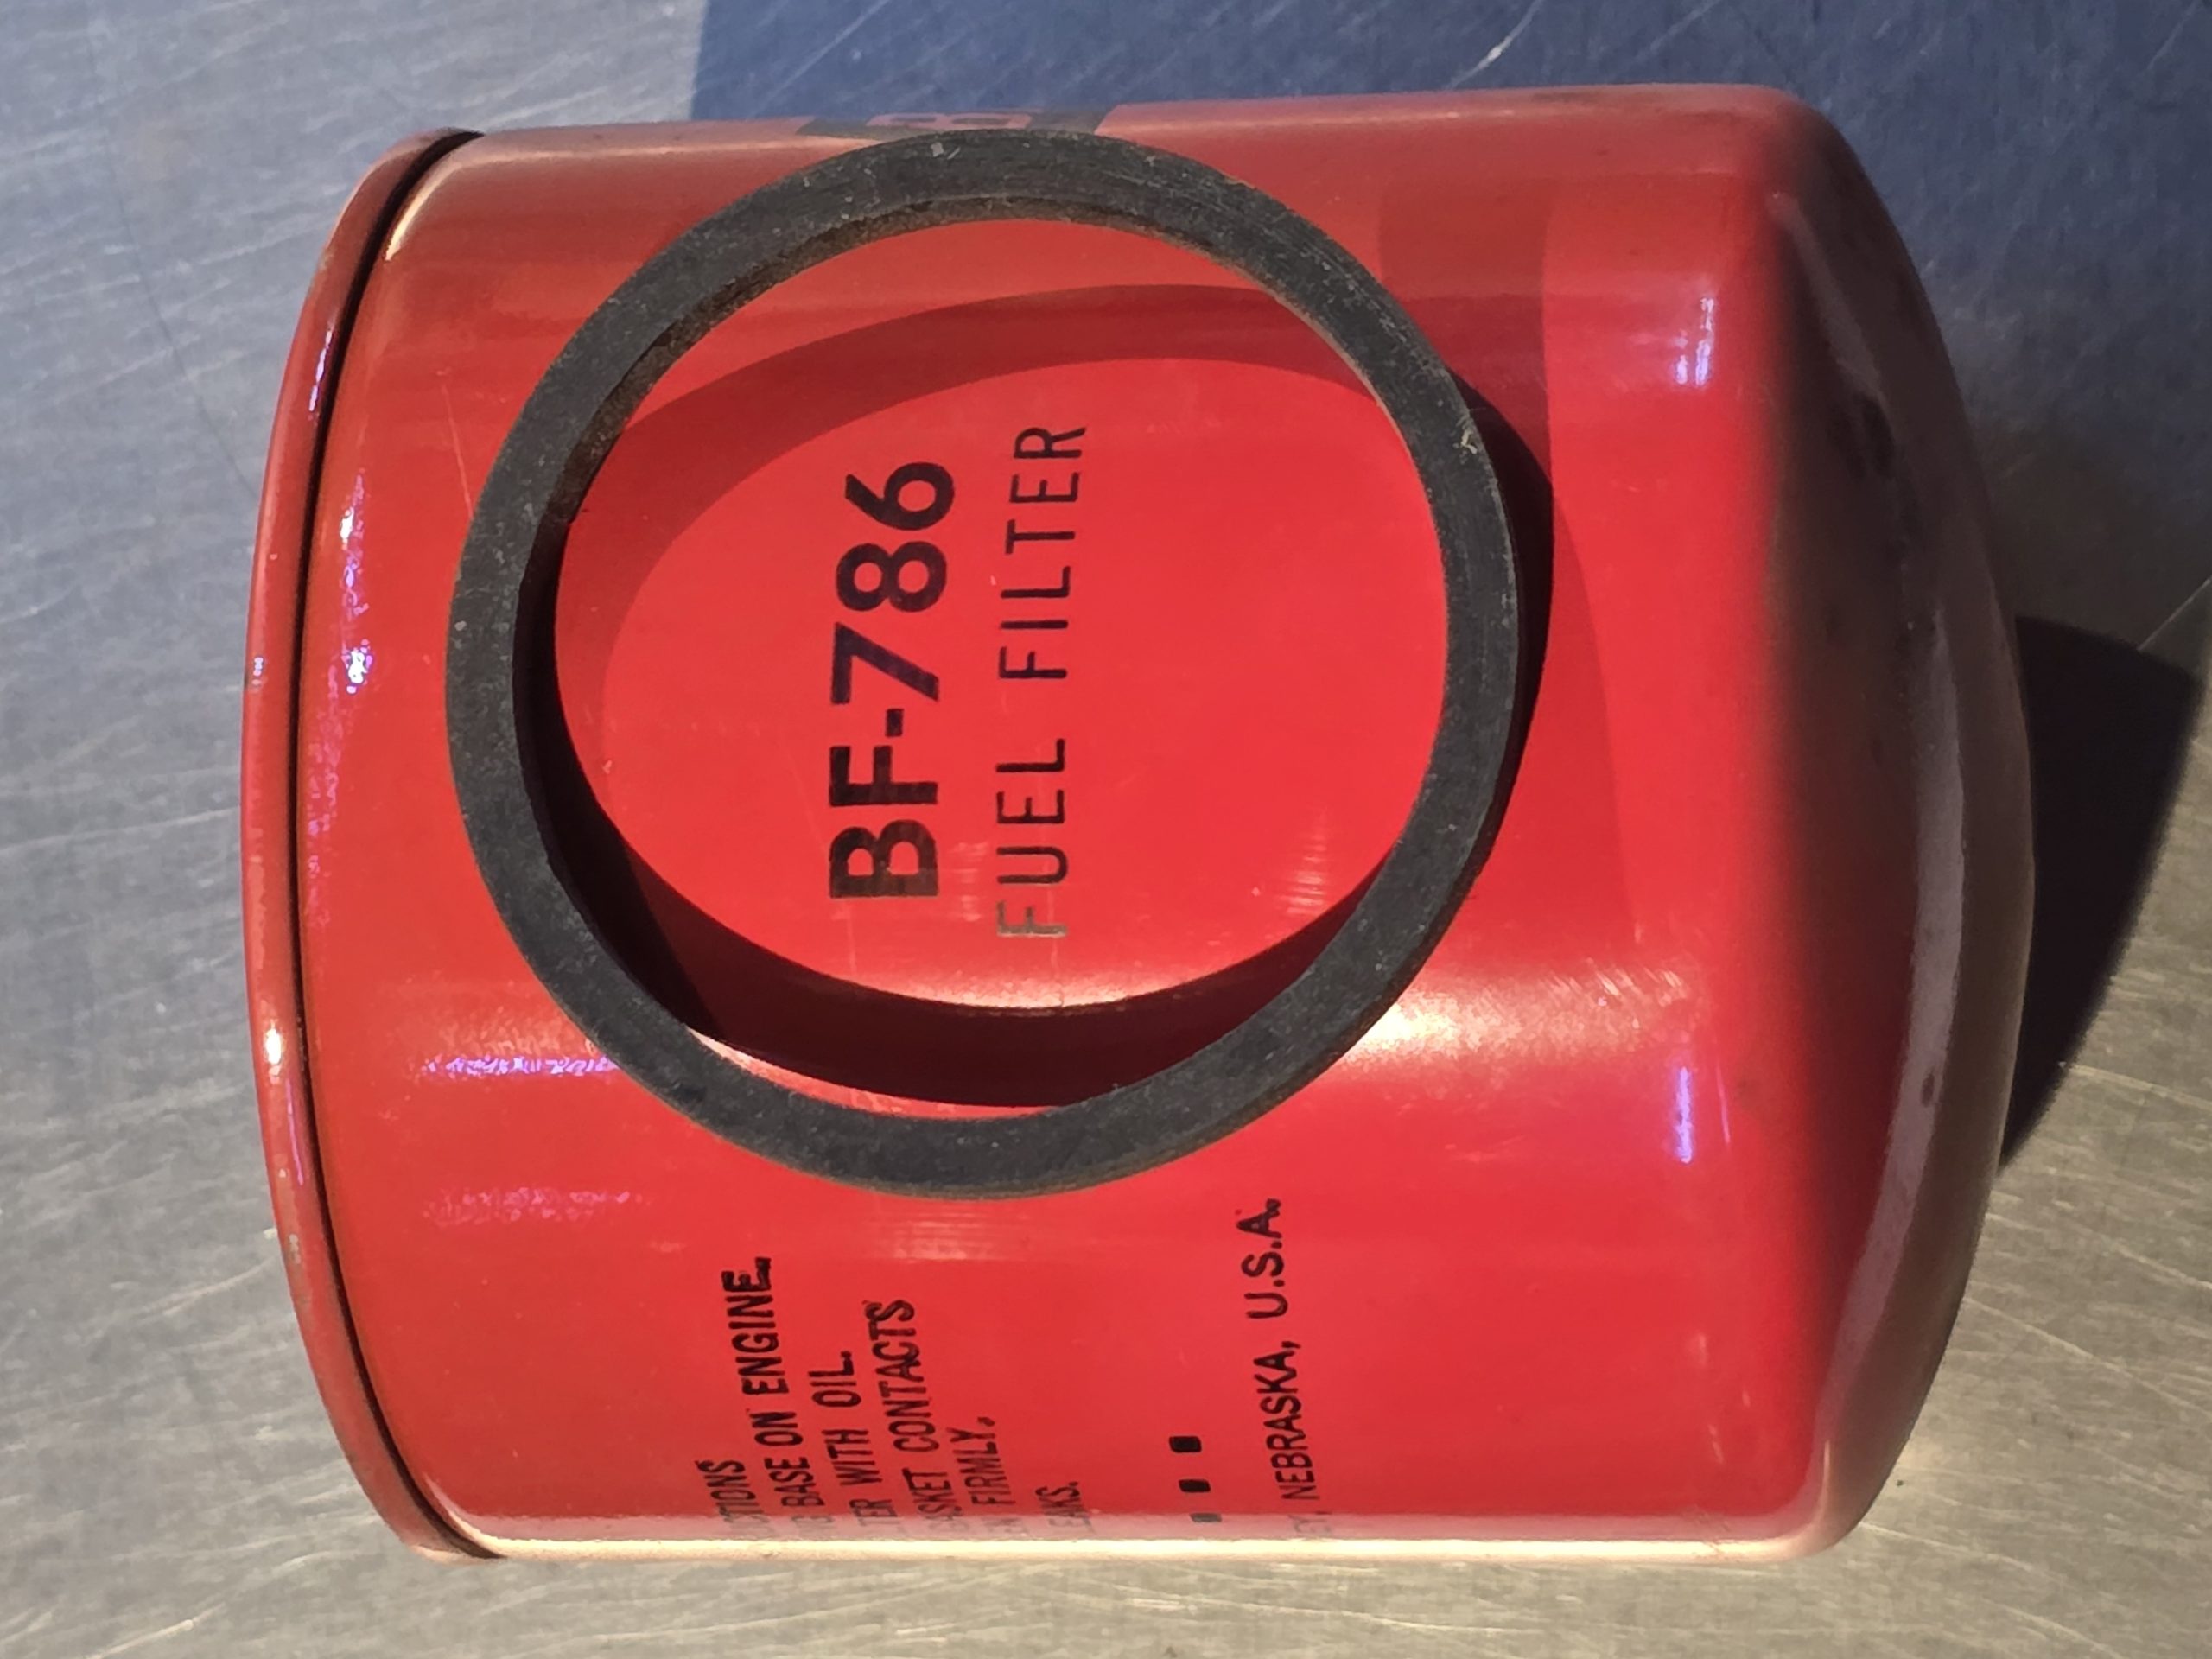 BF-786
FUEL FILTER
BASE ON ENGINE.
WITH OIL.
CONTACTS
FIRMLY.
NEBRASKA, U.S.A.